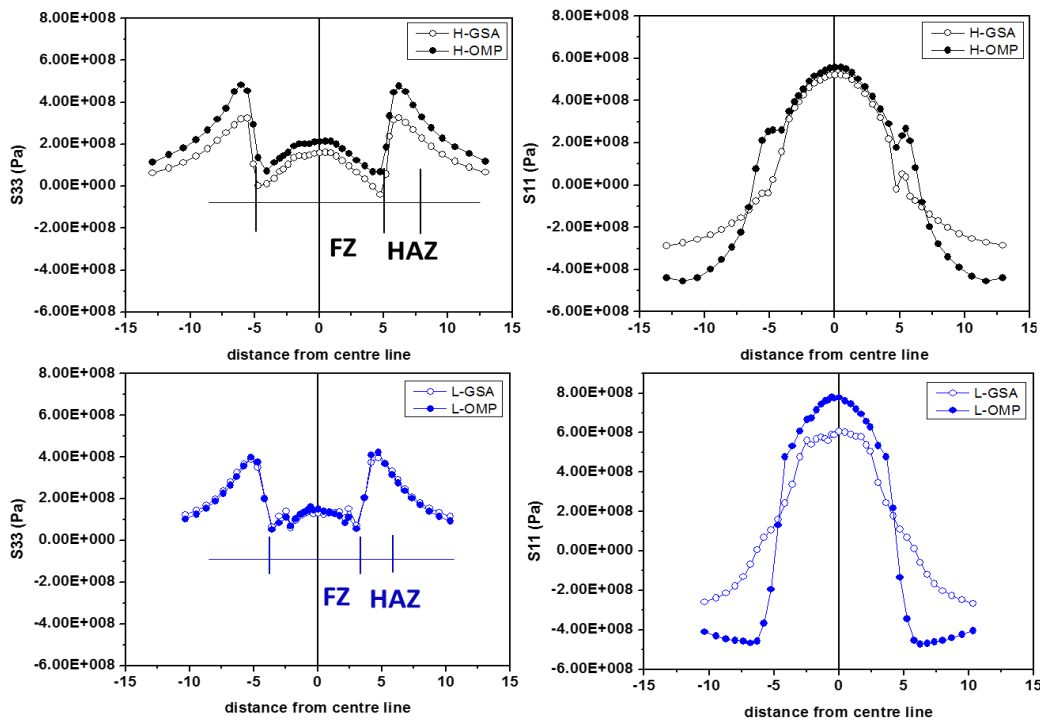 8.00E+008
6.00E+008
4.00E+008
2.00E+008
0.00E+000
-2.00E+008
-4.00E+008
-6.00E+008
S33 (Pa)
H-GSA
H-OMP
FZ HAZ
-15 -10 -5 0 5 10 15
distance from centre line
8.00E+008
6.00E+008
4.00E+008
2.00E+008
0.00E+000
-2.00E+008
-4.00E+008
-6.00E+008
S11 (Pa)
H-GSA
H-OMP
-15 -10 -5 0 5 10 15
distance from centre line
8.00E+008
6.00E+008
4.00E+008
2.00E+008
0.00E+000
-2.00E+008
-4.00E+008
-6.00E+008
S33 (Pa)
L-GSA
L-OMP
FZ HAZ
-15 -10 -5 0 5 10 15
distance from centre line
8.00E+008
6.00E+008
4.00E+008
2.00E+008
0.00E+000
-2.00E+008
-4.00E+008
-6.00E+008
S11 (Pa)
L-GSA
L-OMP
-15 -10 -5 0 5 10 15
distance from centre line